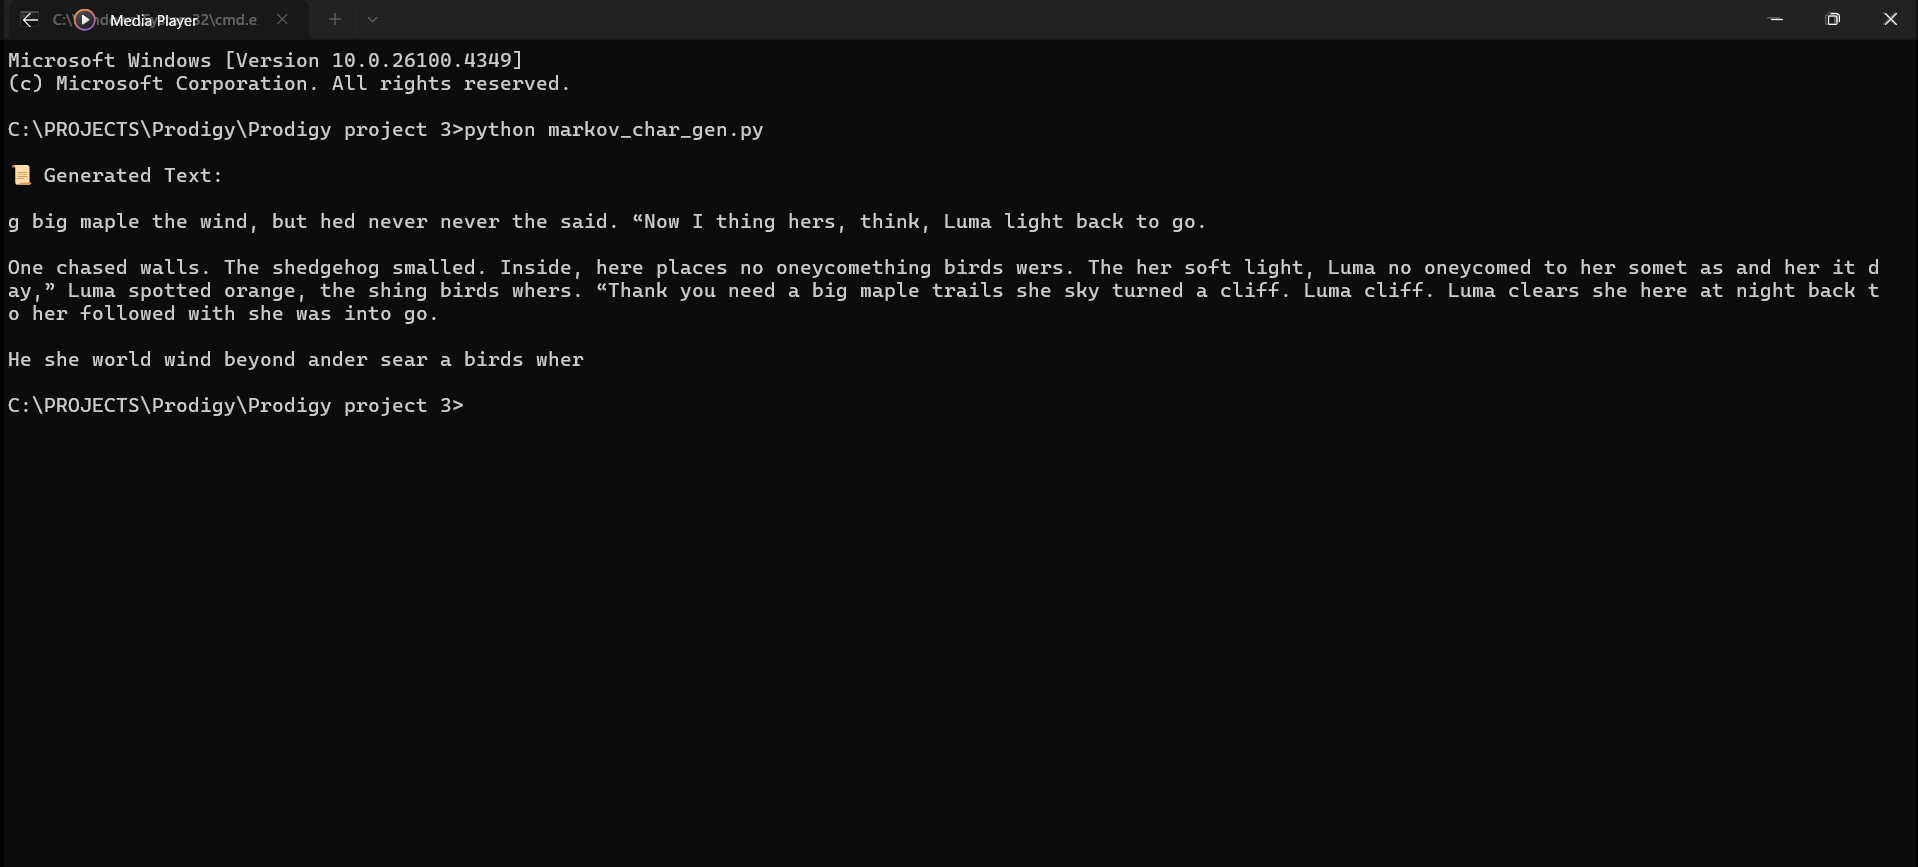 C:\Windows\System32\cmd.e
Media Player
Microsoft Windows [Version 10.0.26100.4349]
(c) Microsoft Corporation. All rights reserved.
C:\PROJECTS\Prodigy\Prodigy project 3>python markov_char_gen.py
📜 Generated Text:
g big maple the wind, but hed never never the said. “Now I thing hers, think, Luma light back to go.
One chased walls. The shedgehog smalled. Inside, here places no oneycomething birds wers. The her soft light, Luma no oneycomed to her somet as and her it d
ay,” Luma spotted orange, the shing birds whers. “Thank you need a big maple trails she sky turned a cliff. Luma cliff. Luma clears she here at night back t
o her followed with she was into go.
He she world wind beyond ander sear a birds wher
C:\PROJECTS\Prodigy\Prodigy project 3>